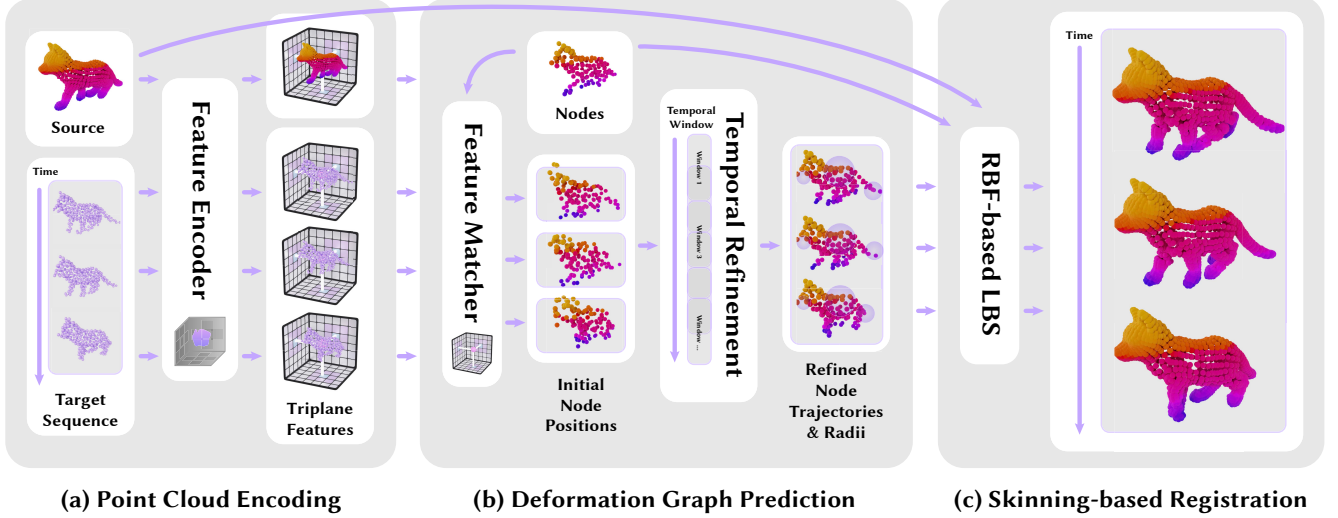 Source
Time
Target
Sequence
Feature Encoder
Triplane
Features
(a) Point Cloud Encoding
Feature Matcher
Nodes
Initial
Node
Positions
Temporal
Window
Window 1
Window 3
Window ...
Temporal Refinement
Refined
Node
Trajectories
& Radii
(b) Deformation Graph Prediction
RBF-based LBS
Time
(c) Skinning-based Registration